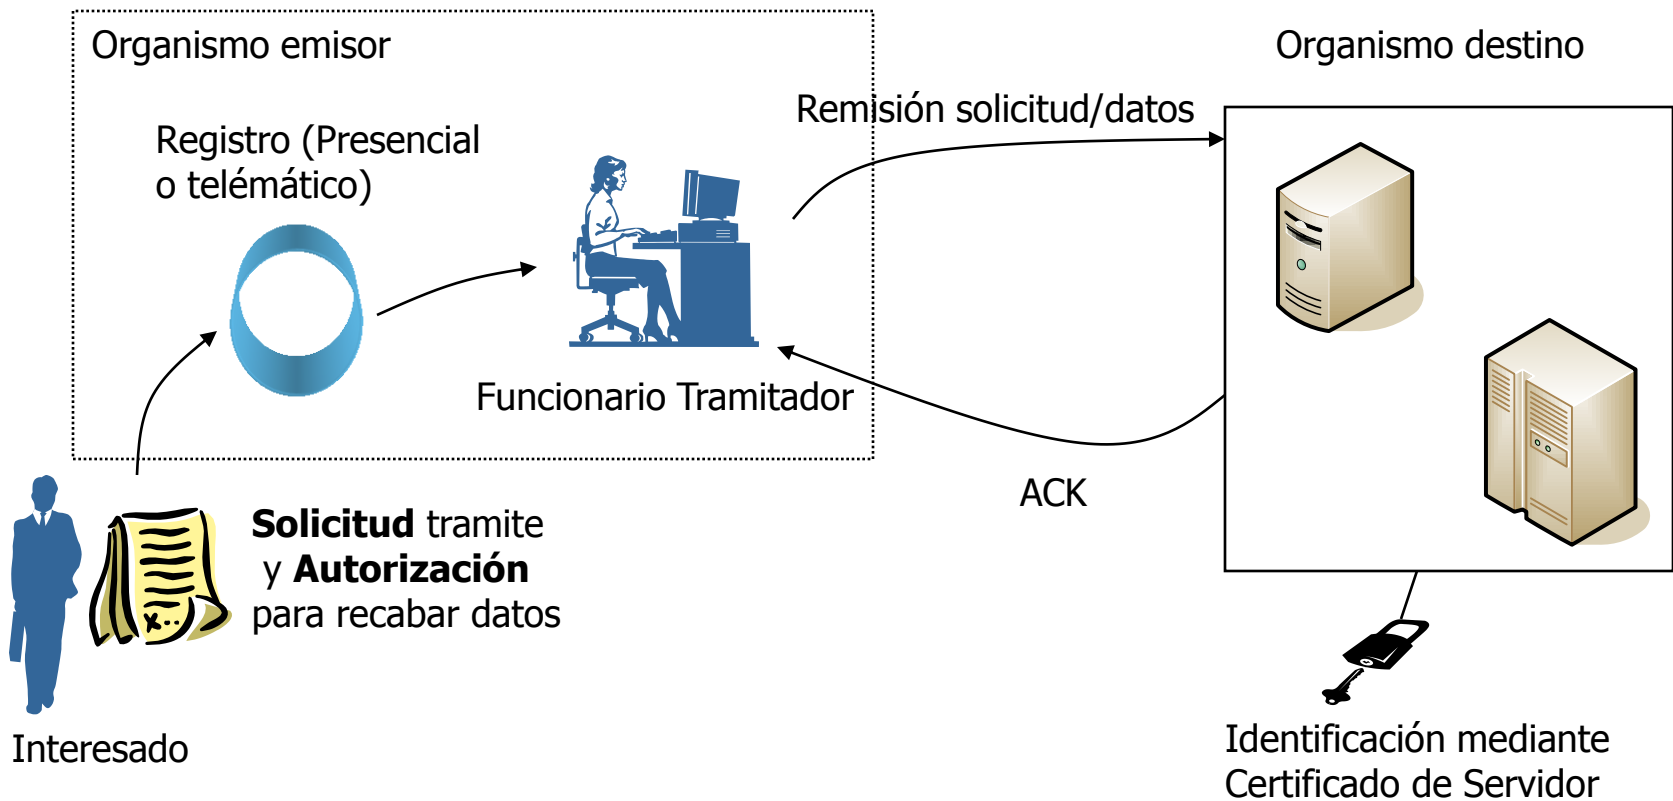 Organismo emisor
Organismo destino
Remisión solicitud/datos
Registro (Presencial
o telémático)
Funcionario Tramitador
ACK
Solicitud tramite
y Autorización
para recabar datos
Interesado
Identificación mediante
Certificado de Servidor